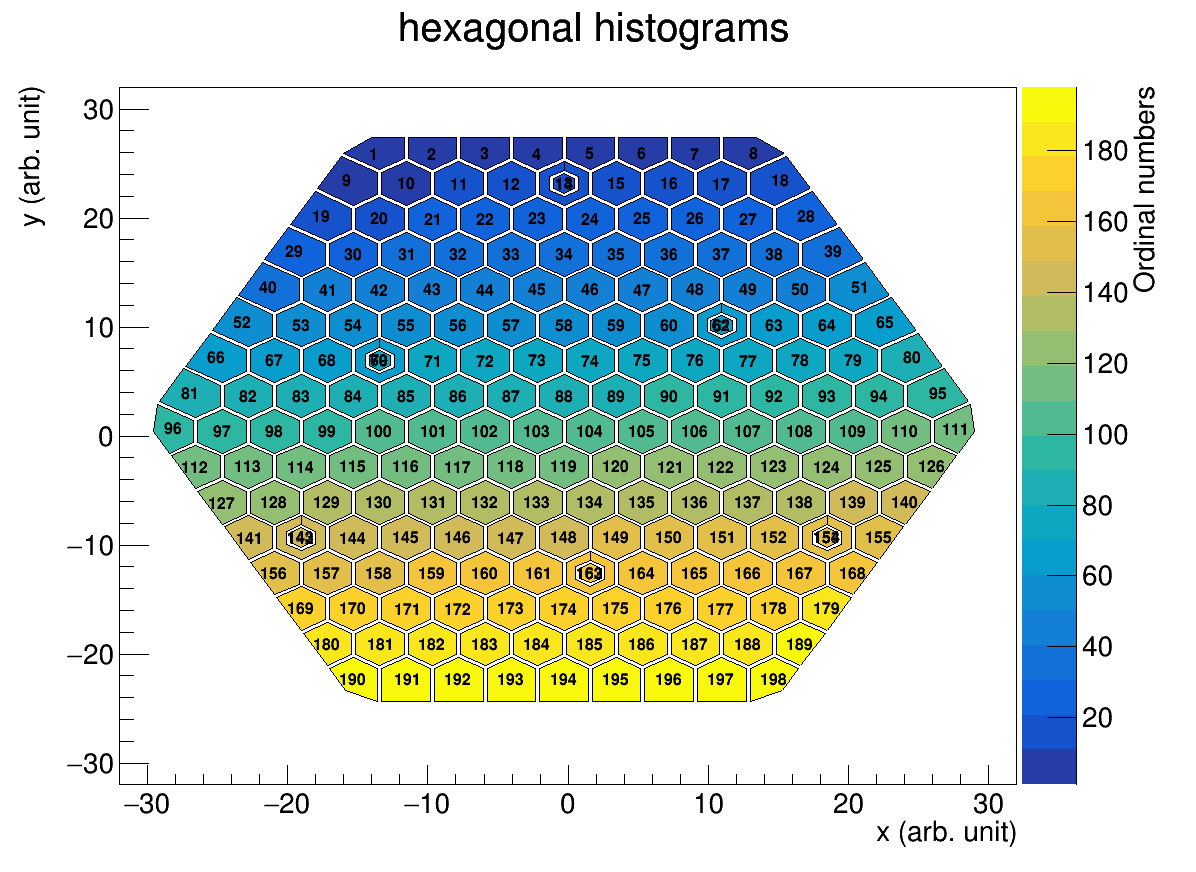 hexagonal histograms
y (arb. unit)
Ordinal numbers
30
20
10
0
−10
−20
−30
1 2 3 4 5 6 7 8
9 10 11 12 15 16 17 18
19 20 21 22 23 24 25 26 27 28
29 30 31 32 33 34 35 36 37 38 39
40 41 42 43 44 45 46 47 48 49 50 51
52 53 54 55 56 57 58 59 60 62 63 64 65
66 67 68 71 72 73 74 75 76 77 78 79 80
81 82 83 84 85 86 87 88 89 90 91 92 93 94 95
96 97 98 99 100 101 102 103 104 105 106 107 108 109 110 111
112 113 114 115 116 117 118 119 120 121 122 123 124 125 126
127 128 129 130 131 132 133 134 135 136 137 138 139 140
141 144 145 146 147 148 149 150 151 152 155
156 157 158 159 160 161 164 165 166 167 168
169 170 171 172 173 174 175 176 177 178 179
180 181 182 183 184 185 186 187 188 189
190 191 192 193 194 195 196 197 198
180
160
140
120
100
80
60
40
20
−30 −20 −10 0 10 20 30
x (arb. unit)